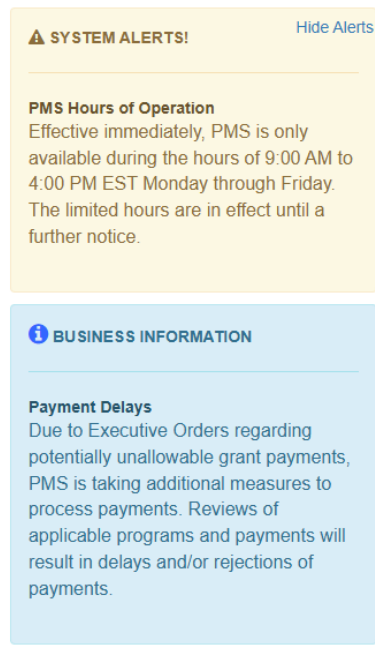 Hide Alerts
SYSTEM ALERTS!
PMS Hours of Operation
Effective immediately, PMS is only
available during the hours of 9:00 AM to
4:00 PM EST Monday through Friday.
The limited hours are in effect until a
further notice.
BUSINESS INFORMATION
Payment Delays
Due to Executive Orders regarding
potentially unallowable grant payments,
PMS is taking additional measures to
process payments. Reviews of
applicable programs and payments will
result in delays and/or rejections of
payments.